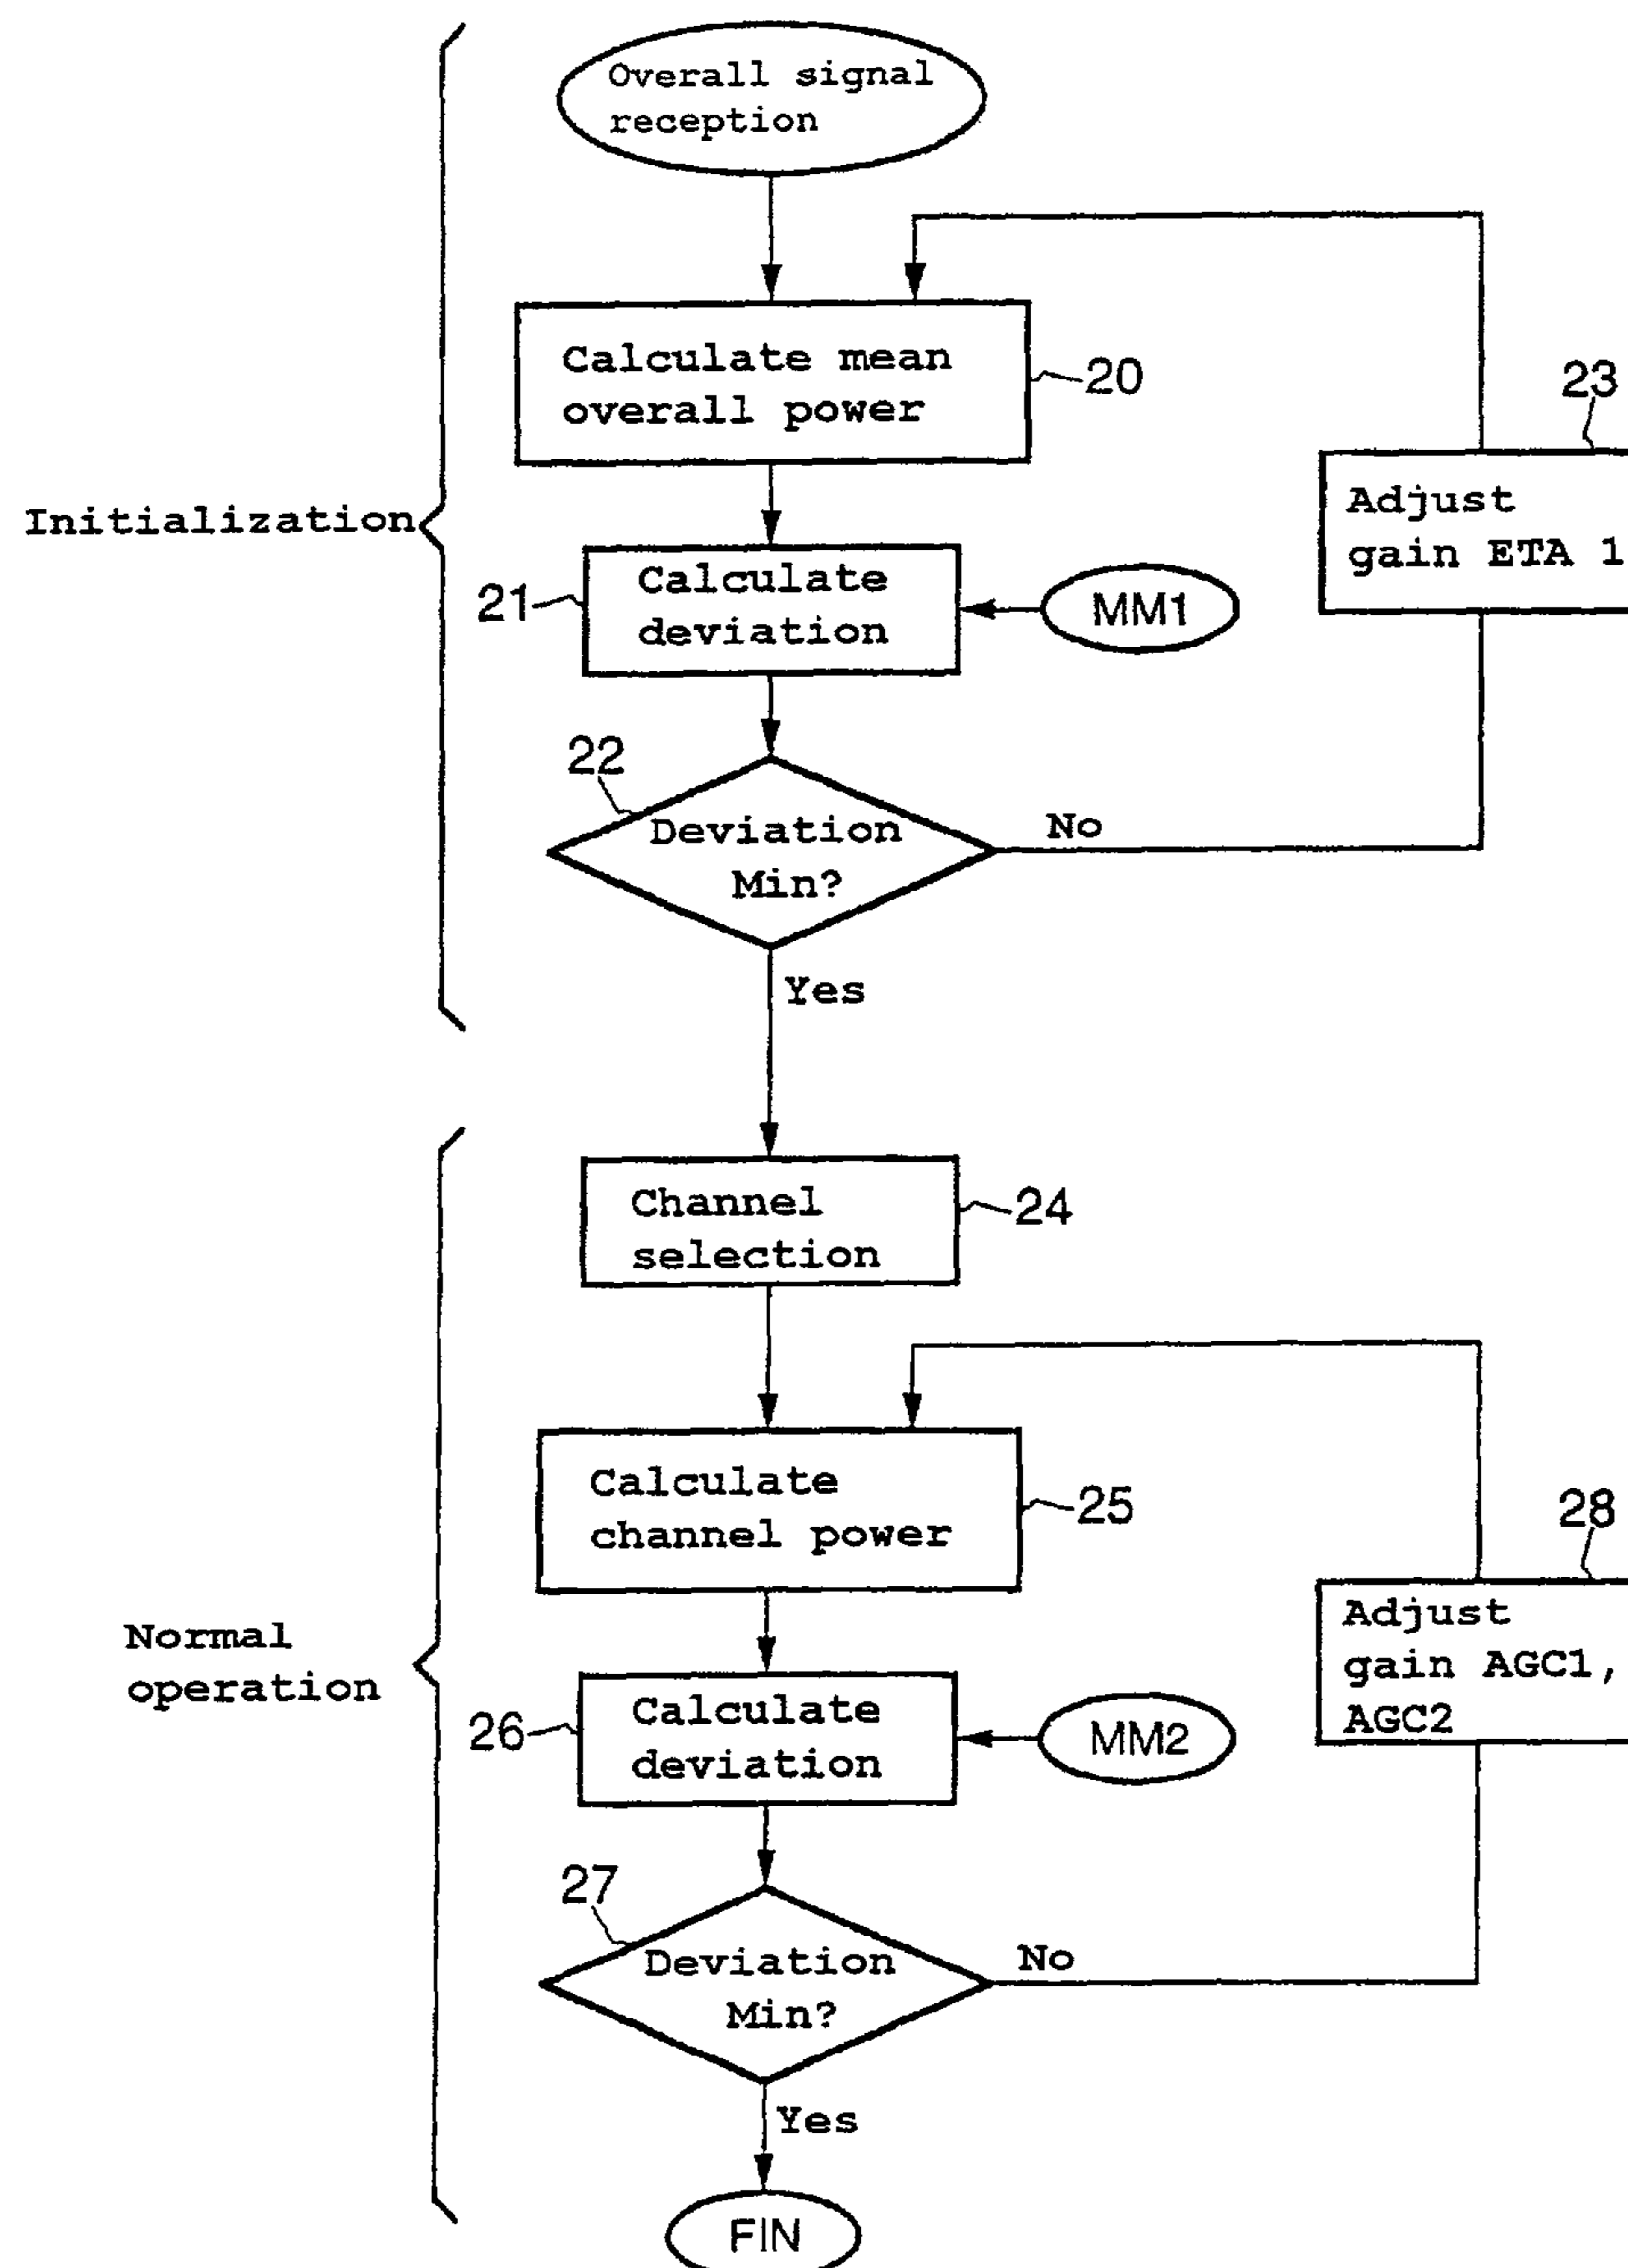 Overall signal
reception
Calculate mean
overall power
20
23
Adjust
gain ETA 1
Initialization
21
Calculate
deviation
MM1
22
Deviation
Min?
No
Yes
Channel
selection
24
Calculate
channel power
25
28
Adjust
gain AGC1,
AGC2
Normal
operation
26
Calculate
deviation
MM2
27
Deviation
Min?
No
Yes
FIN